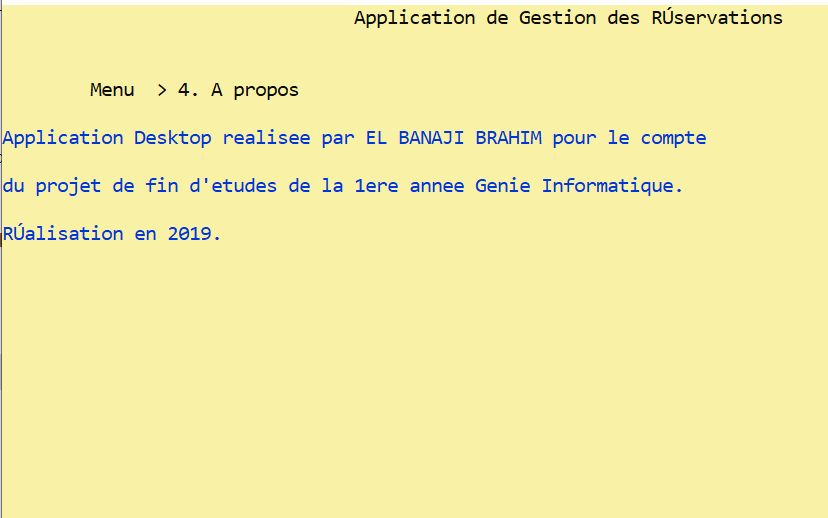 Application de Gestion des RÚservations
Menu > 4. A propos
Application Desktop realisee par EL BANAJI BRAHIM pour le compte
du projet de fin d'etudes de la 1ere annee Genie Informatique.
RÚalisation en 2019.